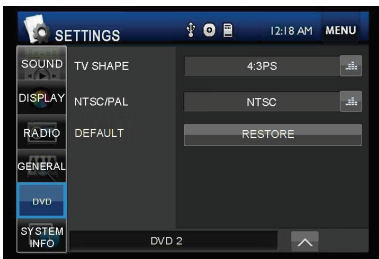 SETTINGS 12:18 AM MENU
SOUND TV SHAPE 4:3PS
DISPLAY NTSC/PAL NTSC
RADIO DEFAULT RESTORE
GENERAL
DVD
SYSTEM INFO DVD 2